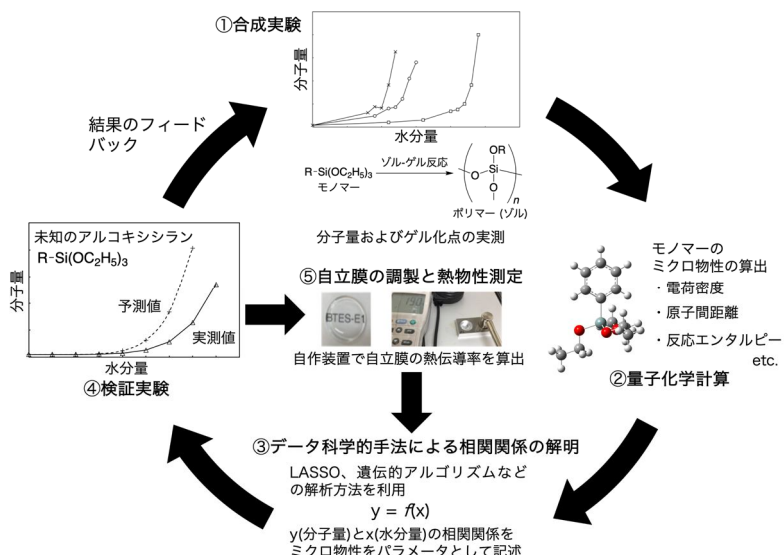 ①合成実験
分子量
水分量
結果のフィード
バック
R-Si(OC₂H₅)₃
モノマー
ゾル-ゲル反応
OR
O
Si
O
n
ポリマー (ゾル)
分子量およびゲル化点の実測
モノマーの
ミクロ物性の算出
・電荷密度
・原子間距離
・反応エンタルピー
etc.
②量子化学計算
未知のアルコキシシラン
R-Si(OC₂H₅)₃
分子量
予測値
実測値
水分量
④検証実験
⑤自立膜の調製と熱物性測定
BTES-E1
自作装置で自立膜の熱伝導率を算出
③データ科学的手法による相関関係の解明
LASSO、遺伝的アルゴリズムなど
の解析方法を利用
y = f(x)
y(分子量)とx(水分量)の相関関係を
ミクロ物性をパラメータとして記述